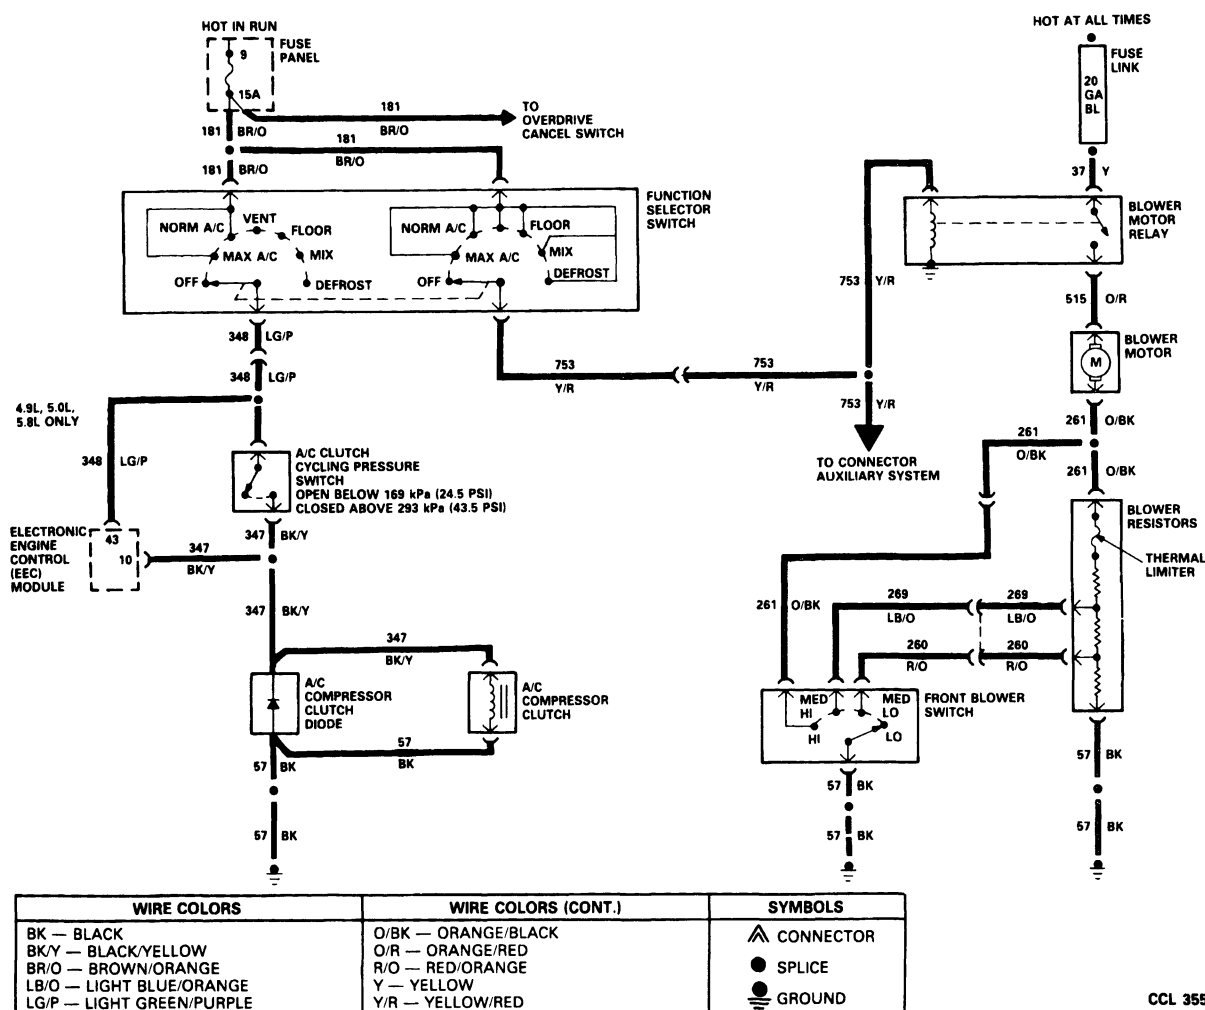 HOT IN RUN
FUSE
PANEL
9
15A
181
BR/O
TO
OVERDRIVE
CANCEL SWITCH
181 BR/O
181
BR/O
181 BR/O
FUNCTION
SELECTOR
SWITCH
NORM A/C
VENT
FLOOR
MAX A/C
MIX
OFF
DEFROST
NORM A/C
FLOOR
MAX A/C
MIX
OFF
DEFROST
348 LG/P
348 LG/P
753
Y/R
753
Y/R
753 Y/R
753 Y/R
TO CONNECTOR
AUXILIARY SYSTEM
HOT AT ALL TIMES
FUSE
LINK
20
GA
BL
37 Y
BLOWER
MOTOR
RELAY
515 O/R
BLOWER
MOTOR
M
261 O/BK
261
O/BK
261 O/BK
BLOWER
RESISTORS
THERMAL
LIMITER
4.9L, 5.0L,
5.8L ONLY
348 LG/P
A/C CLUTCH
CYCLING PRESSURE
SWITCH
OPEN BELOW 169 kPa (24.5 PSI)
CLOSED ABOVE 293 kPa (43.5 PSI)
ELECTRONIC
ENGINE
CONTROL
(EEC)
MODULE
43
10
347
BK/Y
347 BK/Y
347 BK/Y
347
BK/Y
A/C
COMPRESSOR
CLUTCH
DIODE
A/C
COMPRESSOR
CLUTCH
57
BK
57 BK
57 BK
261 O/BK
269
LB/O
269
LB/O
260
R/O
260
R/O
MED
HI
MED
LO
HI
LO
FRONT BLOWER
SWITCH
57 BK
57 BK
57 BK
57 BK
WIRE COLORS
BK — BLACK
BK/Y — BLACK/YELLOW
BR/O — BROWN/ORANGE
LB/O — LIGHT BLUE/ORANGE
LG/P — LIGHT GREEN/PURPLE
WIRE COLORS (CONT.)
O/BK — ORANGE/BLACK
O/R — ORANGE/RED
R/O — RED/ORANGE
Y — YELLOW
Y/R — YELLOW/RED
SYMBOLS
CONNECTOR
SPLICE
GROUND
CCL 355